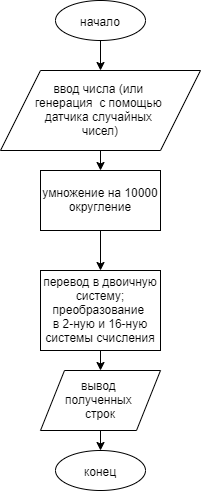 начало
ввод числа (или
генерация с помощью
датчика случайных
чисел)
умножение на 10000
округление
перевод в двоичную
систему;
преобразование
в 2-ную и 16-ную
системы счисления
вывод
полученных
строк
конец